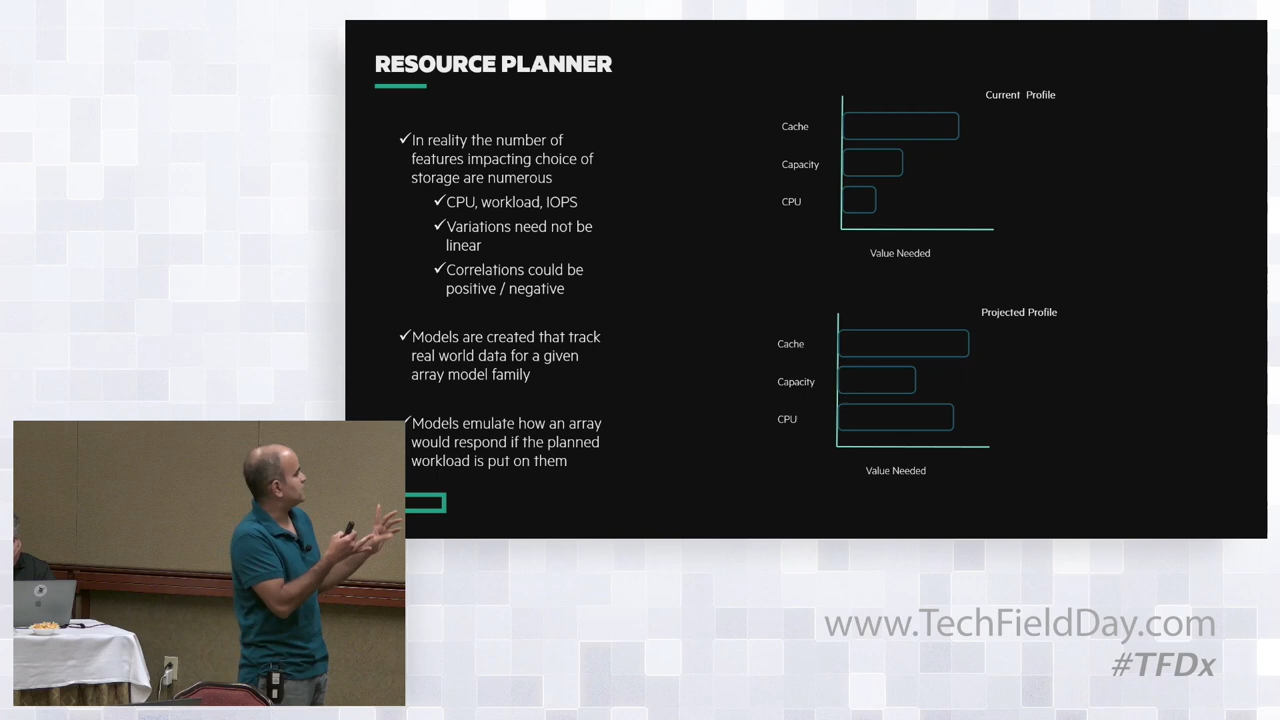 RESOURCE PLANNER
✓In reality the number of
features impacting choice of
storage are numerous
✓CPU, workload, IOPS
✓Variations need not be
linear
✓Correlations could be
positive / negative
✓Models are created that track
real world data for a given
array model family
✓Models emulate how an array
would respond if the planned
workload is put on them
Current Profile
Cache
Capacity
CPU
Value Needed
Projected Profile
Cache
Capacity
CPU
Value Needed
www.TechFieldDay.com
#TFDx